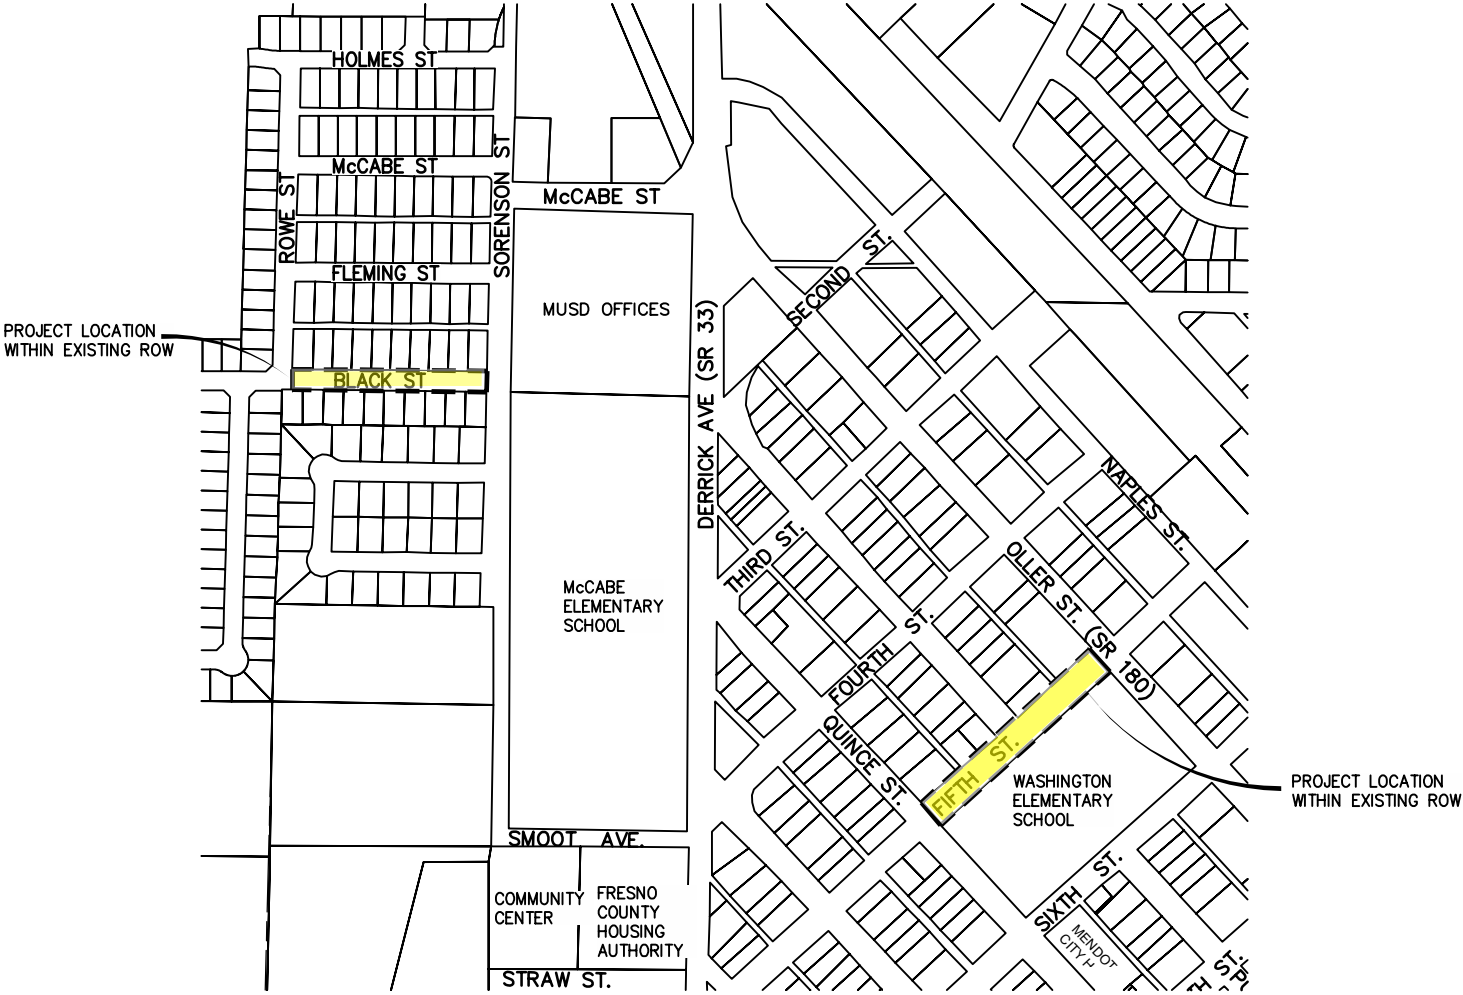 HOLMES ST
McCABE ST
SORENSON ST
ROWE ST
McCABE ST
FLEMING ST
SECOND ST.
MUSD OFFICES
DERRICK AVE (SR 33)
PROJECT LOCATION
WITHIN EXISTING ROW
BLACK ST
NAPLES ST.
THIRD ST.
OLLER ST. (SR 180)
McCABE
ELEMENTARY
SCHOOL
FOURTH ST.
QUINCE ST.
FIFTH ST.
WASHINGTON
ELEMENTARY
SCHOOL
PROJECT LOCATION
WITHIN EXISTING ROW
SMOOT AVE.
SIXTH ST.
COMMUNITY
CENTER
FRESNO
COUNTY
HOUSING
AUTHORITY
MENDOT
CITY H
STRAW ST.
ST.